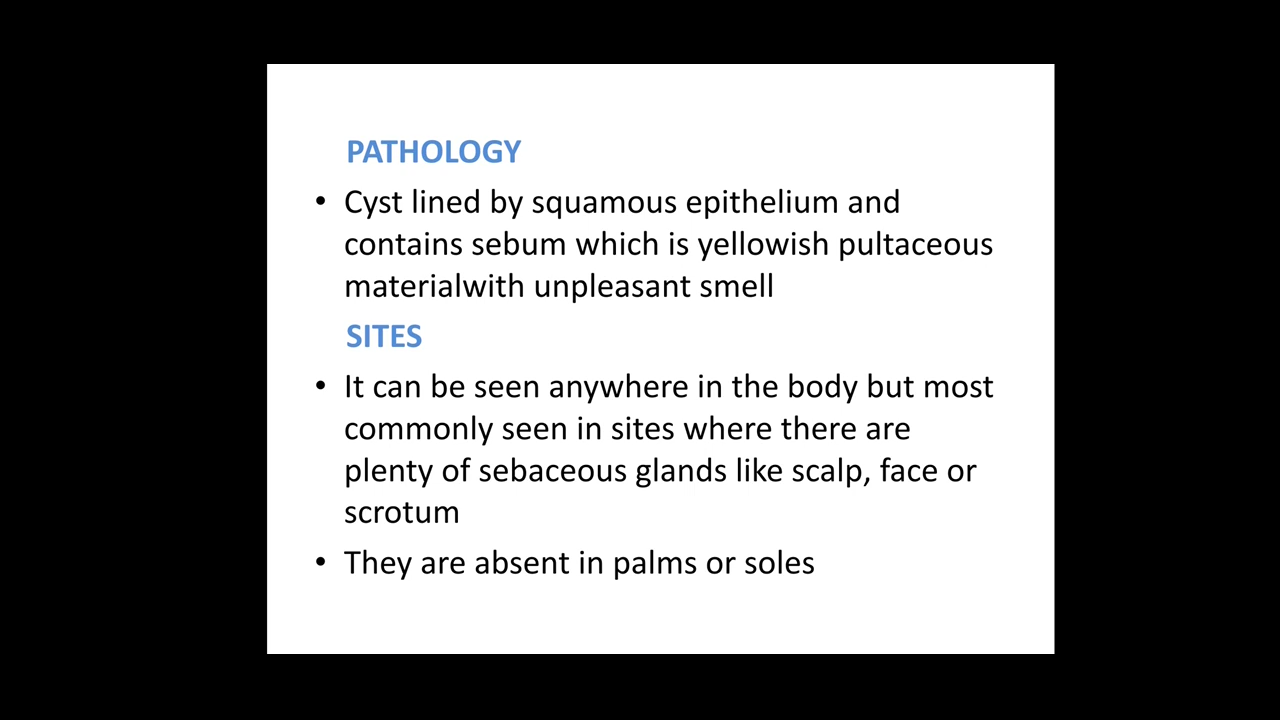 PATHOLOGY
• Cyst lined by squamous epithelium and
contains sebum which is yellowish pultaceous
materialwith unpleasant smell
SITES
• It can be seen anywhere in the body but most
commonly seen in sites where there are
plenty of sebaceous glands like scalp, face or
scrotum
• They are absent in palms or soles